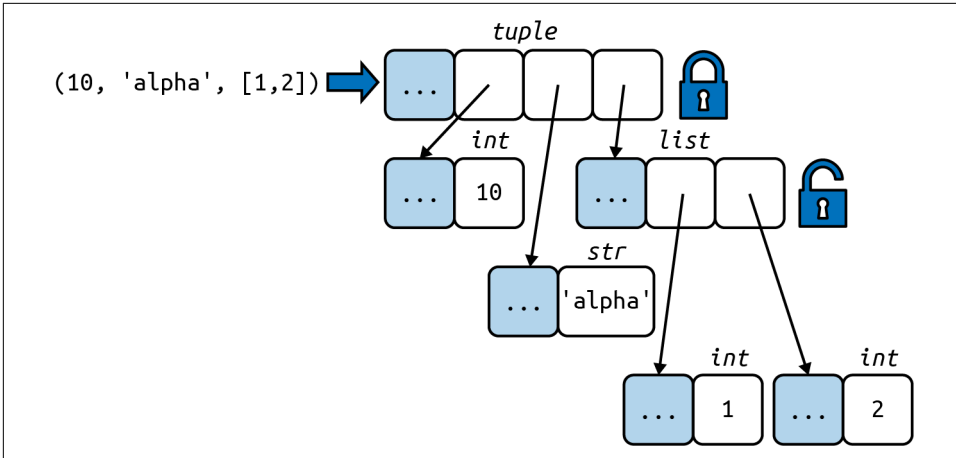 tuple
(10, 'alpha', [1,2])
...
int
list
...
10
...
str
...
'alpha'
int
int
...
1
...
2